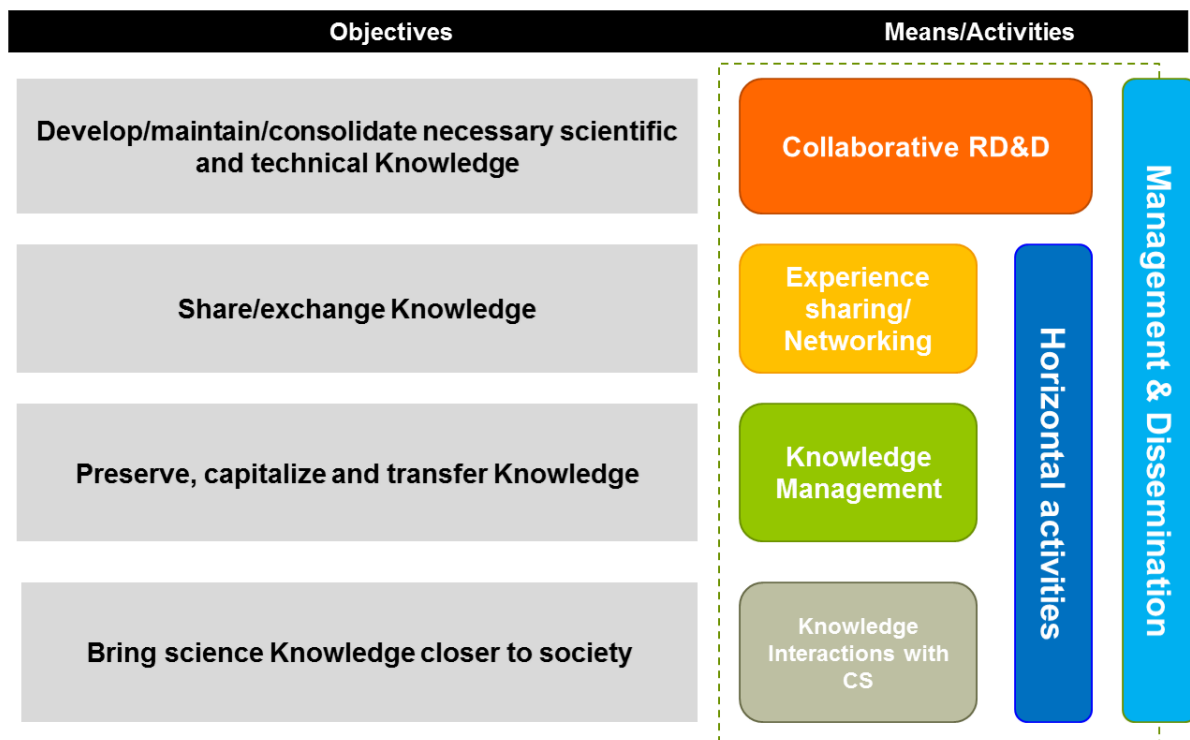 Objectives
Means/Activities
Develop/maintain/consolidate necessary scientific
and technical Knowledge
Collaborative RD&D
Share/exchange Knowledge
Experience
sharing/
Networking
Preserve, capitalize and transfer Knowledge
Knowledge
Management
Bring science Knowledge closer to society
Knowledge
Interactions with
CS
Horizontal activities
Management & Dissemination